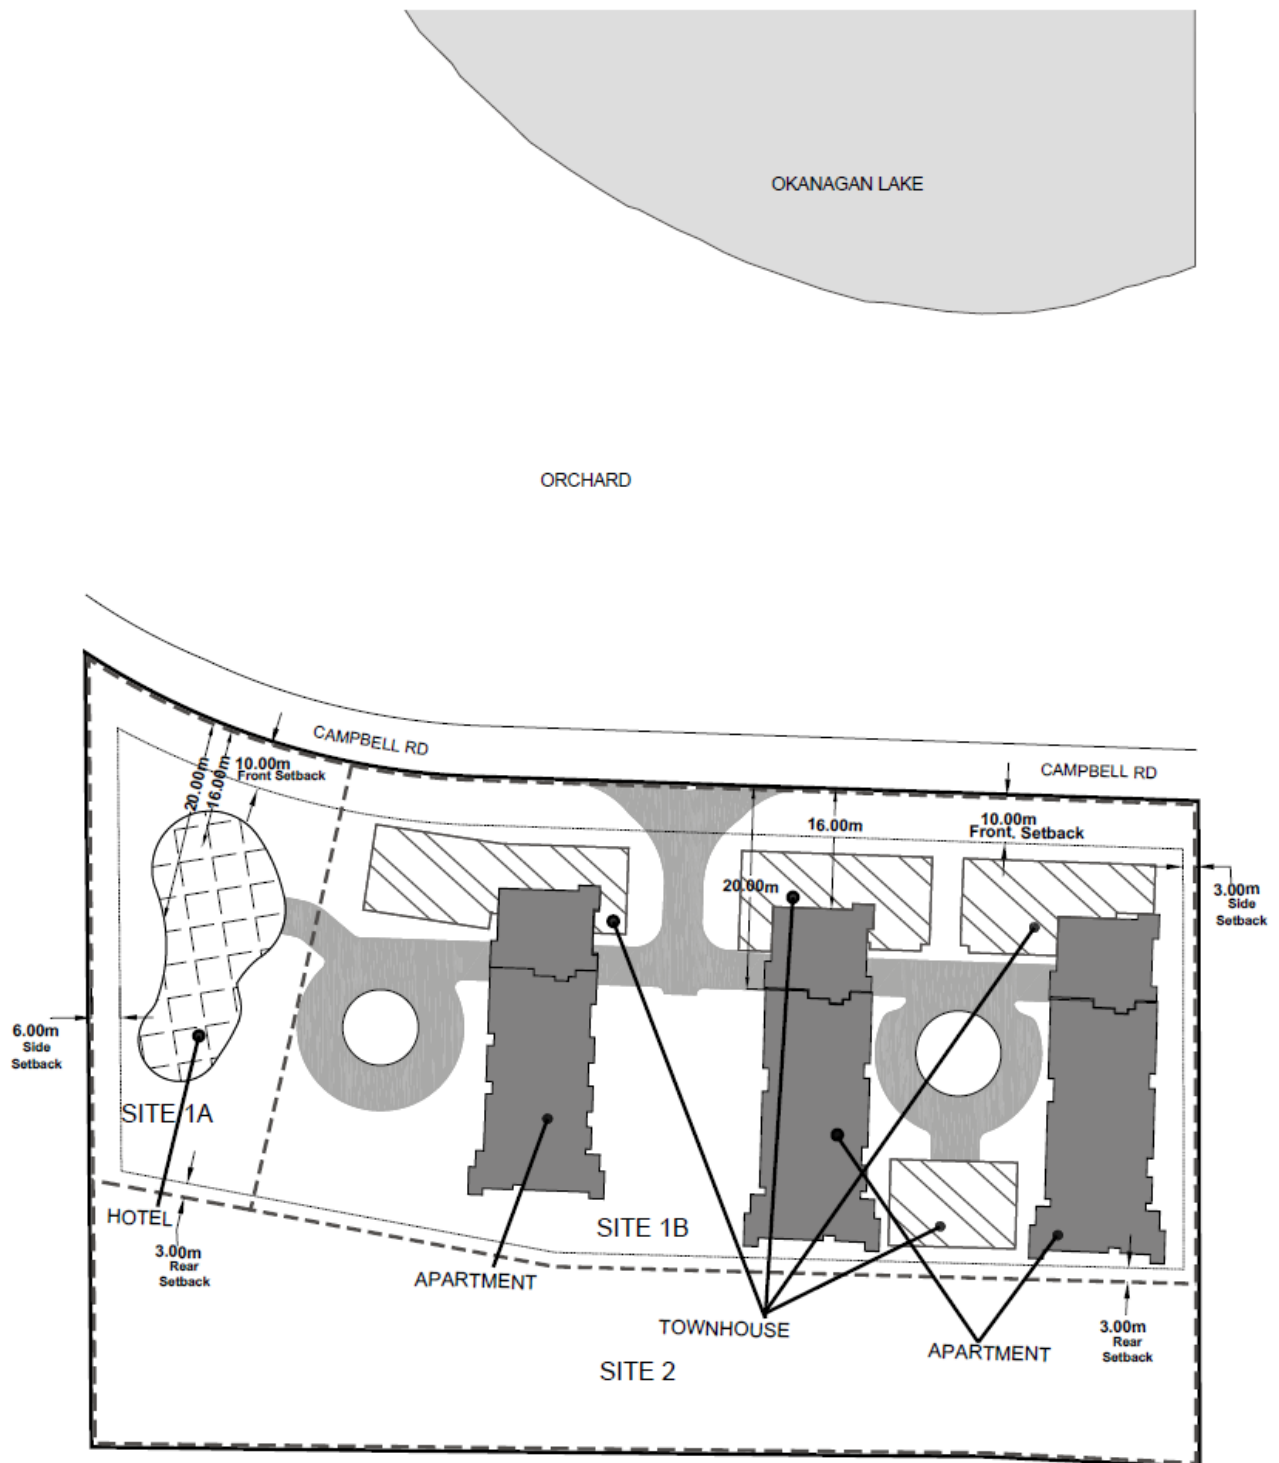 OKANAGAN LAKE
ORCHARD
CAMPBELL RD
CAMPBELL RD
20.00m
16.00m
10.00m
Front Setback
16.00m
20.00m
10.00m
Front. Setback
3.00m
Side
Setback
6.00m
Side
Setback
SITE 1A
HOTEL
3.00m
Rear
Setback
SITE 1B
APARTMENT
TOWNHOUSE
APARTMENT
3.00m
Rear
Setback
SITE 2